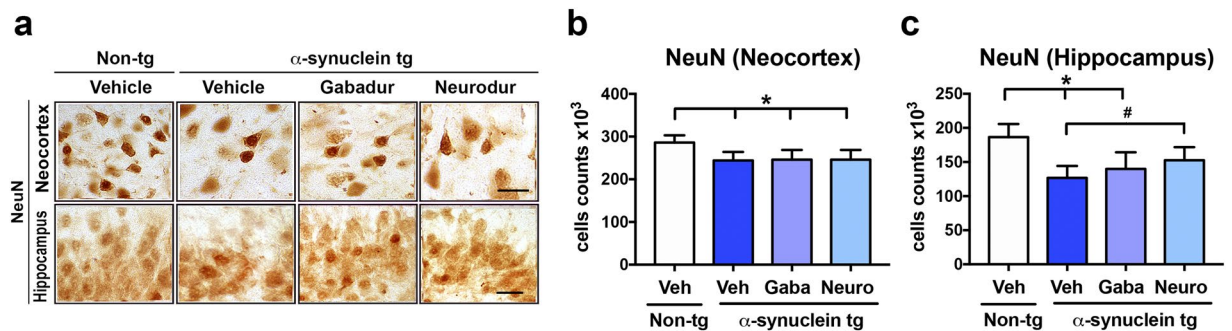 a
Non-tg
α-synuclein tg
Vehicle
Vehicle
Gabadur
Neurodur
NeuN
Neocortex
Hippocampus
b
NeuN (Neocortex)
cells counts x10³
400
300
200
100
0
*
Veh
Veh
Gaba
Neuro
Non-tg
α-synuclein tg
c
NeuN (Hippocampus)
cells counts x10³
250
200
150
100
50
0
*
#
Veh
Veh
Gaba
Neuro
Non-tg
α-synuclein tg